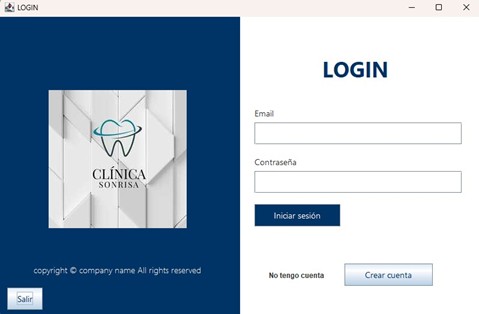 LOGIN
CLÍNICA
SONRISA
copyright © company name All rights reserved
Salir
LOGIN
Email
Contraseña
Iniciar sesión
No tengo cuenta
Crear cuenta